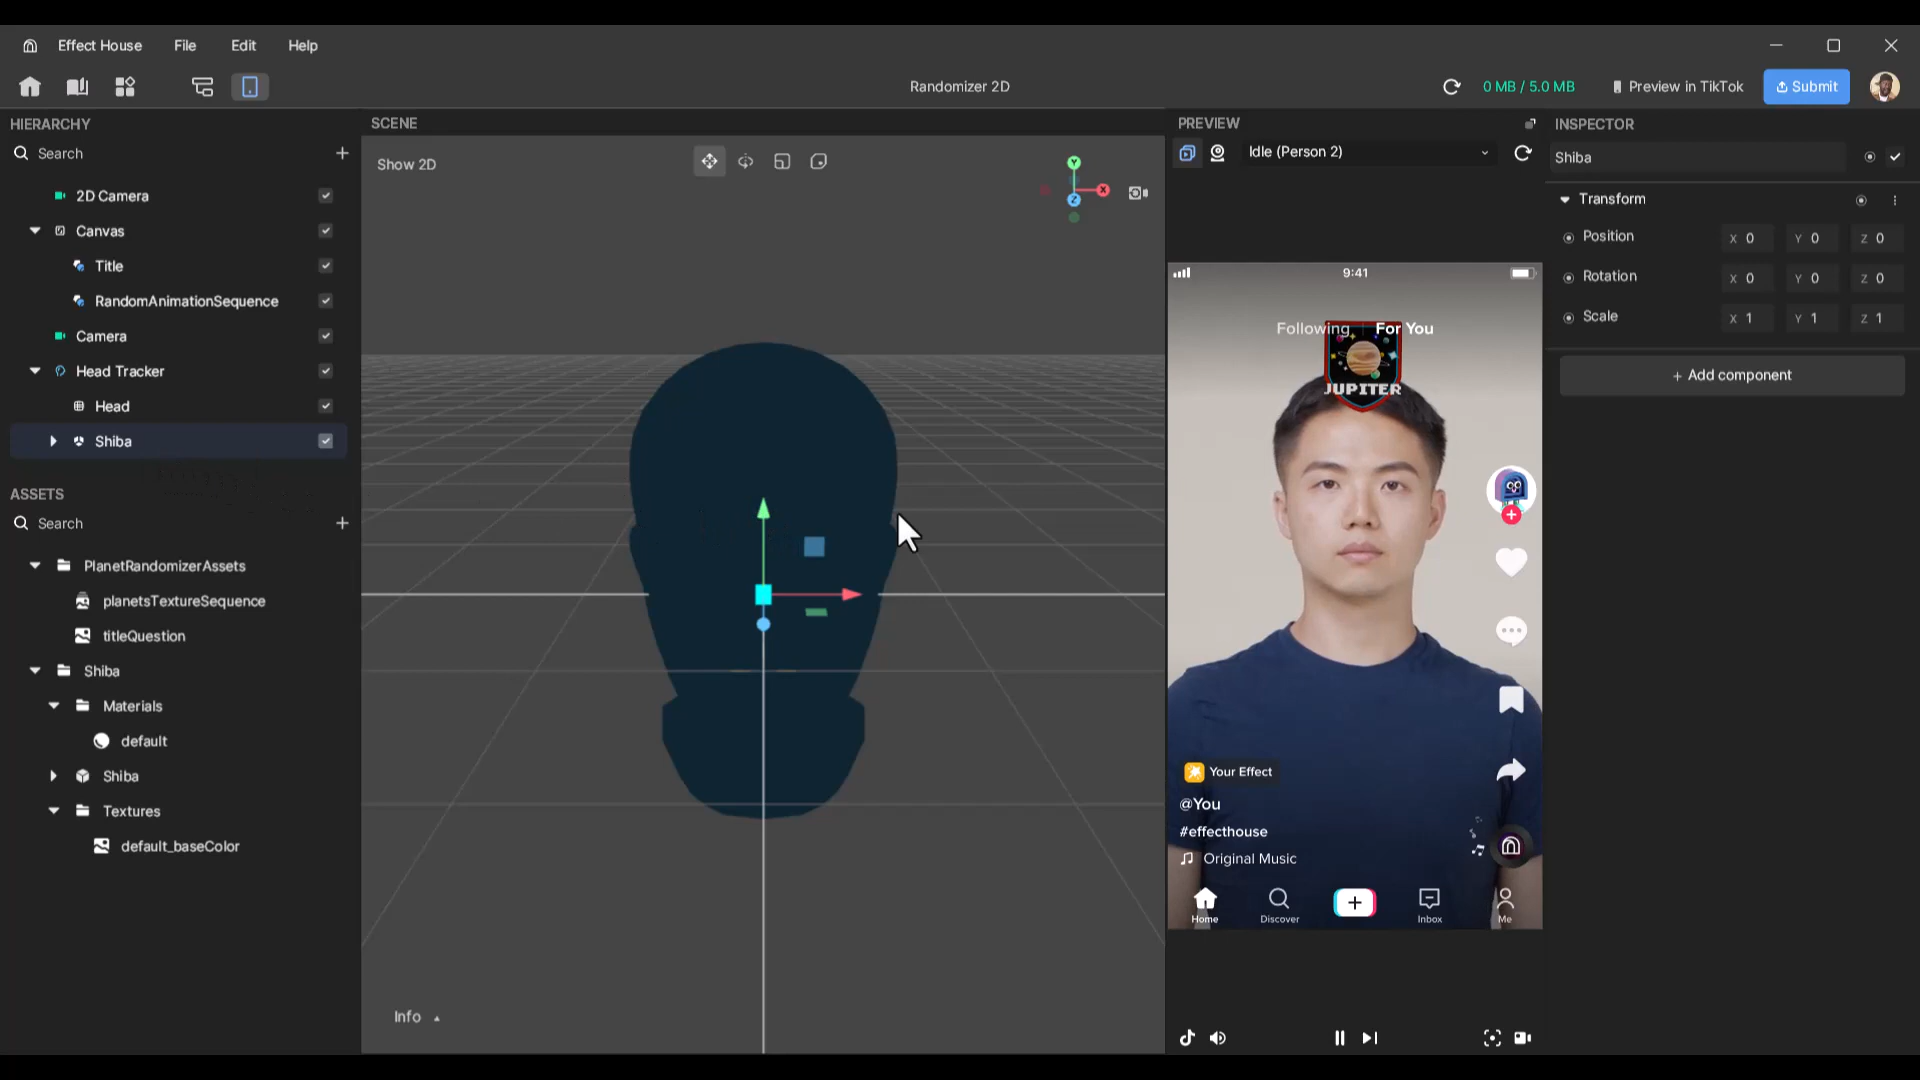 Effect House File Edit Help
Randomizer 2D
0 MB / 5.0 MB
Preview in TikTok
Submit
HIERARCHY
Search
2D Camera
Canvas
Title
RandomAnimationSequence
Camera
Head Tracker
Head
Shiba
ASSETS
Search
PlanetRandomizerAssets
planetsTextureSequence
titleQuestion
Shiba
Materials
default
Shiba
Textures
default_baseColor
SCENE
Show 2D
Y
X
Z
Info
PREVIEW
Idle (Person 2)
9:41
Following For You
JUPITER
Your Effect
@You
#effecthouse
Original Music
Home Discover Inbox Me
INSPECTOR
Shiba
Transform
Position X 0 Y 0 Z 0
Rotation X 0 Y 0 Z 0
Scale X 1 Y 1 Z 1
+ Add component